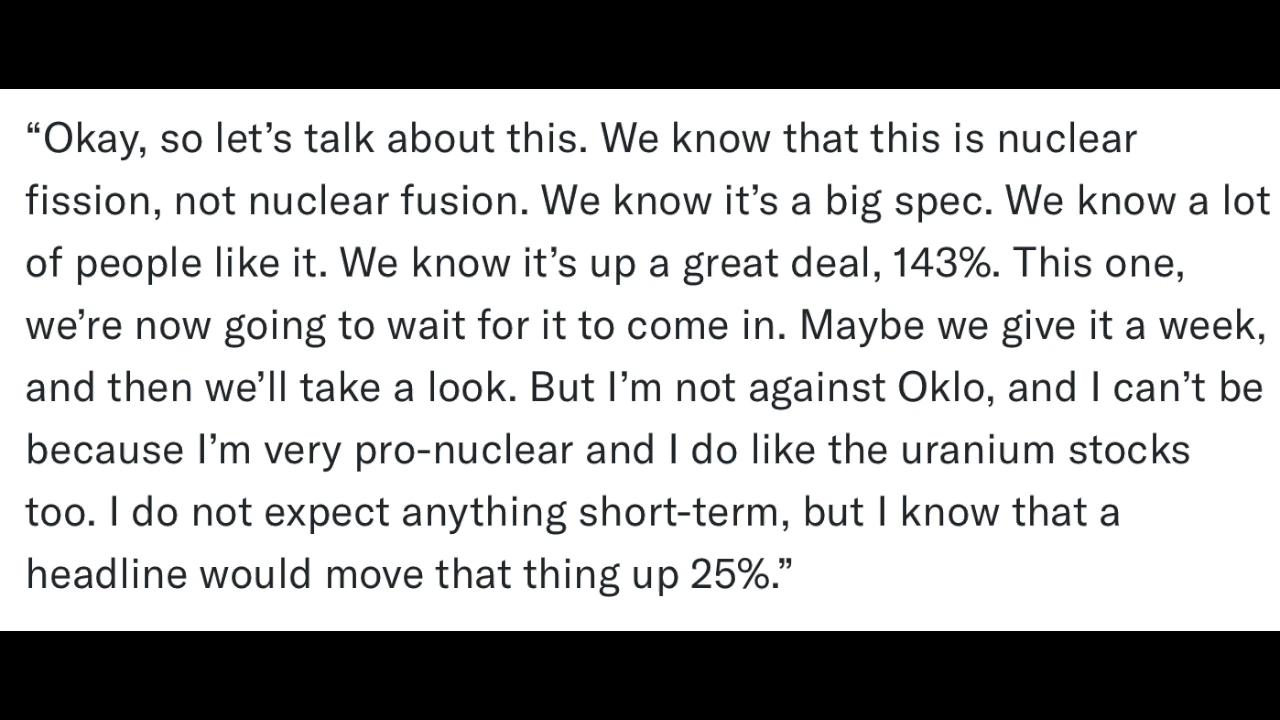 “Okay, so let’s talk about this. We know that this is nuclear
fission, not nuclear fusion. We know it’s a big spec. We know a lot
of people like it. We know it’s up a great deal, 143%. This one,
we’re now going to wait for it to come in. Maybe we give it a week,
and then we’ll take a look. But I’m not against Oklo, and I can’t be
because I’m very pro-nuclear and I do like the uranium stocks
too. I do not expect anything short-term, but I know that a
headline would move that thing up 25%.”